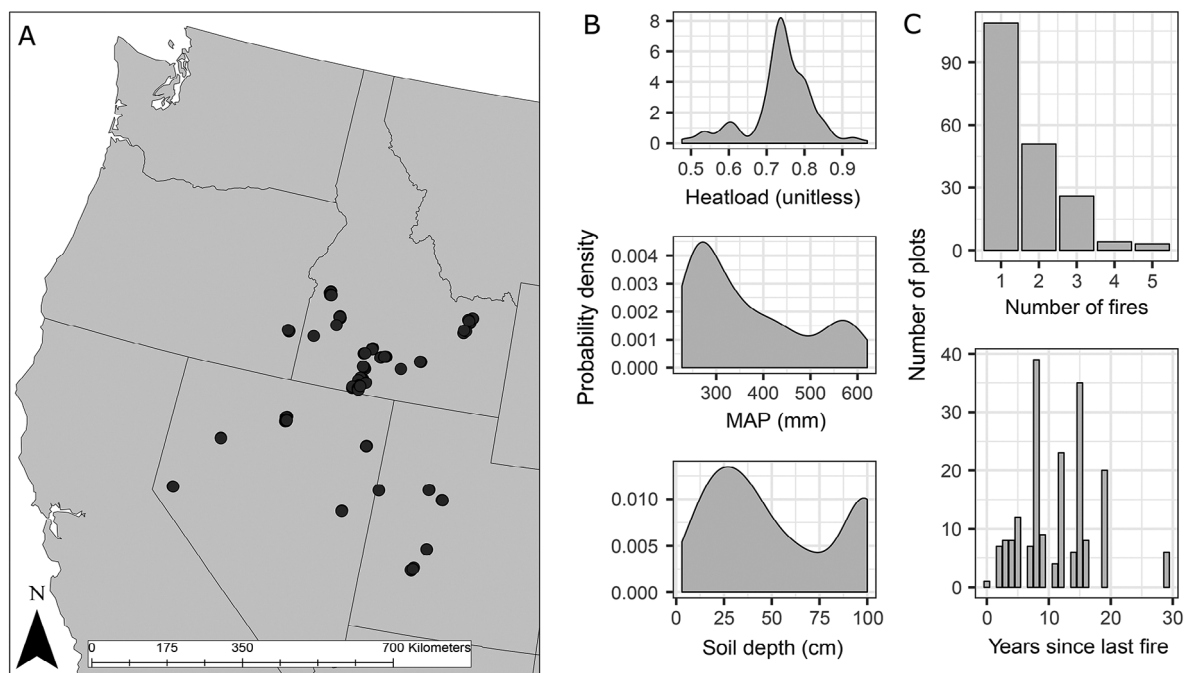 A
N
0 175 350 700 Kilometers
B
Probability density
8
6
4
2
0
0.5 0.6 0.7 0.8 0.9
Heatload (unitless)
0.004
0.003
0.002
0.001
0.000
300 400 500 600
MAP (mm)
0.010
0.005
0.000
0 25 50 75 100
Soil depth (cm)
C
Number of plots
90
60
30
0
1 2 3 4 5
Number of fires
40
30
20
10
0
0 10 20 30
Years since last fire